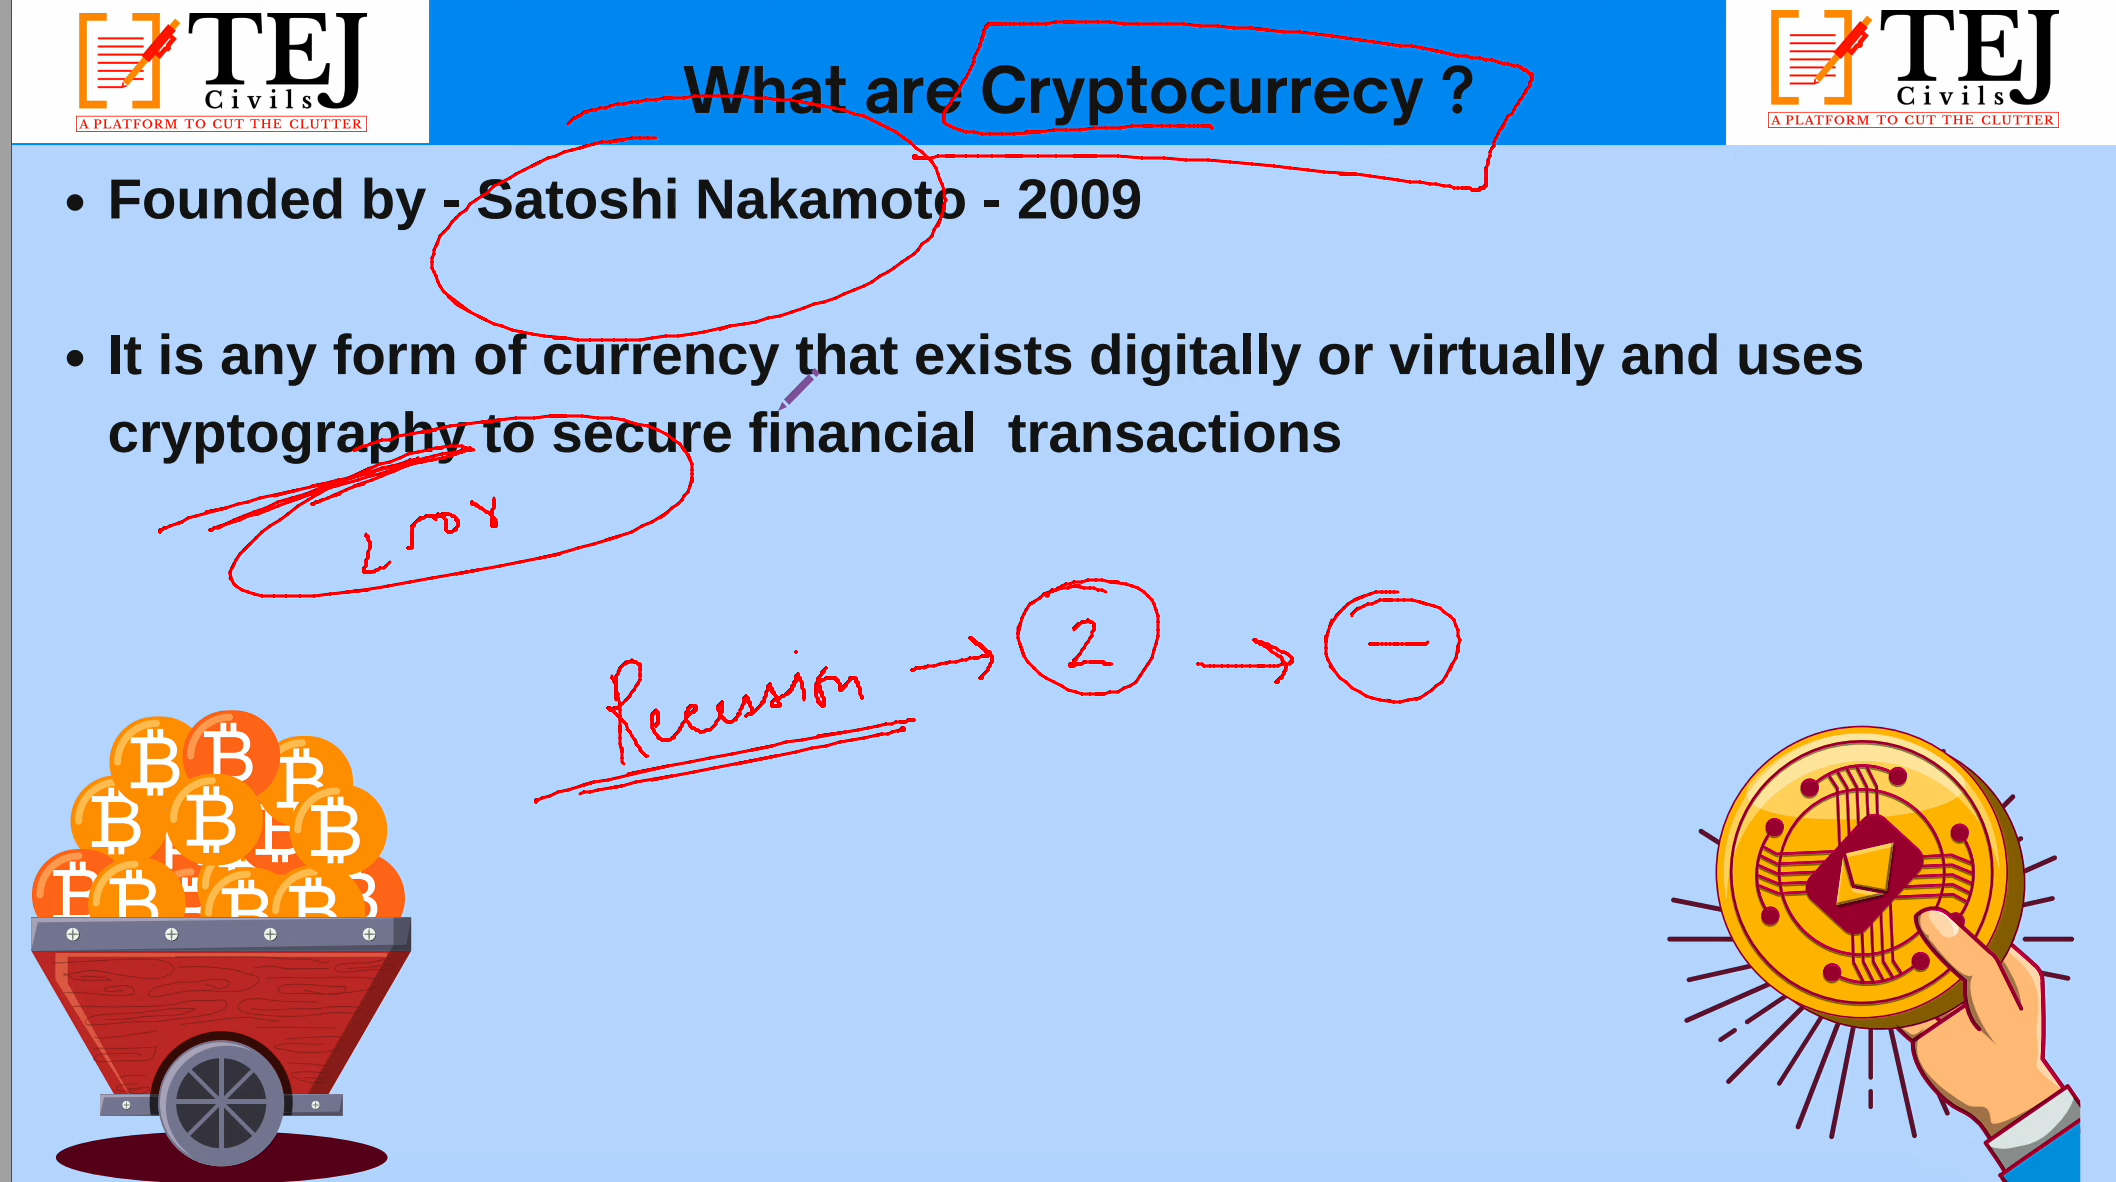 TEJ
Civils
A PLATFORM TO CUT THE CLUTTER
What are Cryptocurrecy ?
TEJ
Civils
A PLATFORM TO CUT THE CLUTTER
• Founded by - Satoshi Nakamoto - 2009
• It is any form of currency that exists digitally or virtually and uses
cryptography to secure financial transactions
Recession → 2 → —